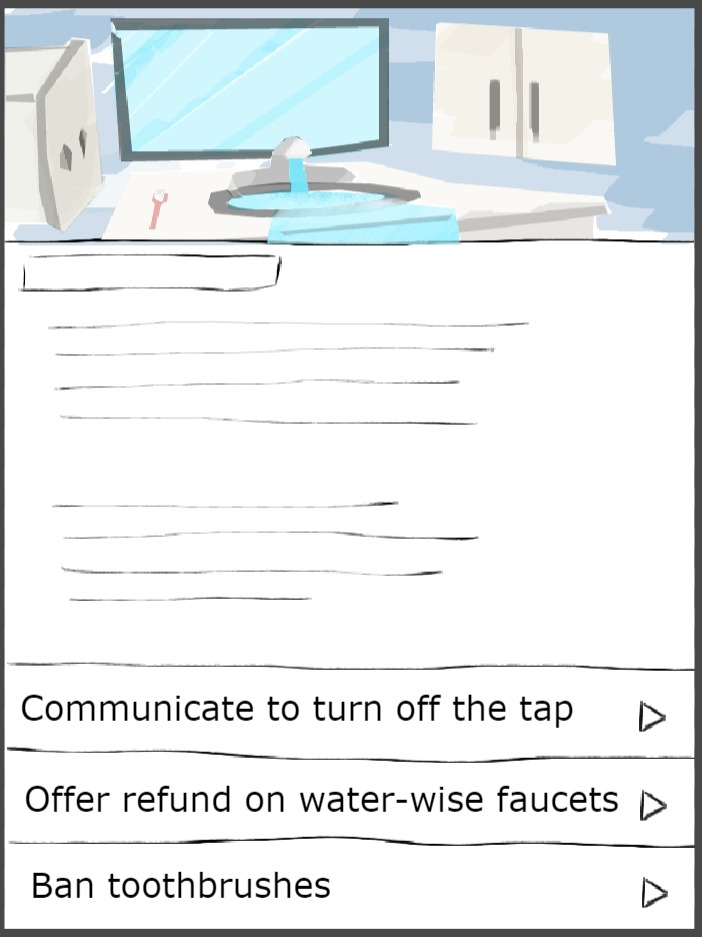 Communicate to turn off the tap
Offer refund on water-wise faucets
Ban toothbrushes